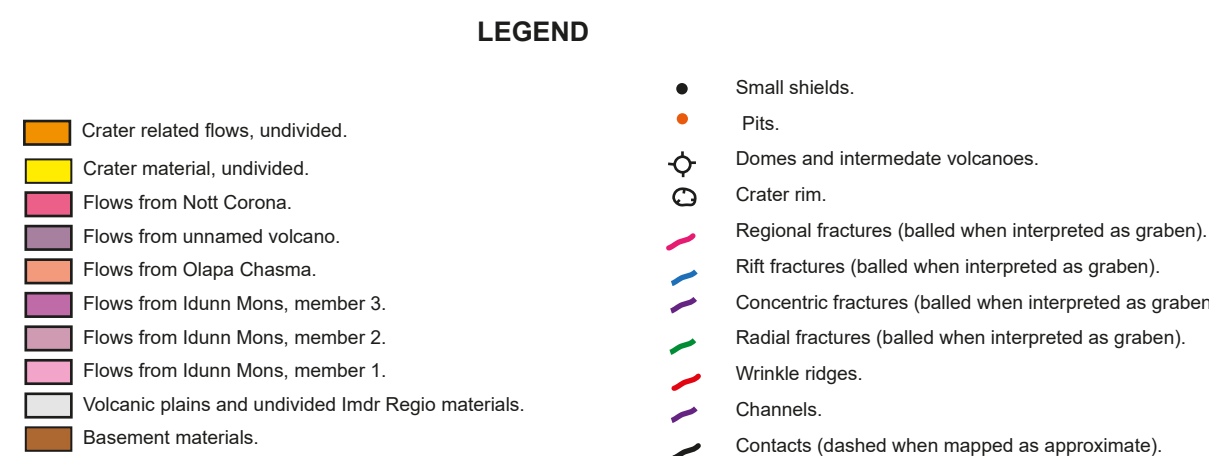 LEGEND
Crater related flows, undivided.
Crater material, undivided.
Flows from Nott Corona.
Flows from unnamed volcano.
Flows from Olapa Chasma.
Flows from Idunn Mons, member 3.
Flows from Idunn Mons, member 2.
Flows from Idunn Mons, member 1.
Volcanic plains and undivided Imdr Regio materials.
Basement materials.
Small shields.
Pits.
Domes and intermedate volcanoes.
Crater rim.
Regional fractures (balled when interpreted as graben).
Rift fractures (balled when interpreted as graben).
Concentric fractures (balled when interpreted as graben
Radial fractures (balled when interpreted as graben).
Wrinkle ridges.
Channels.
Contacts (dashed when mapped as approximate).